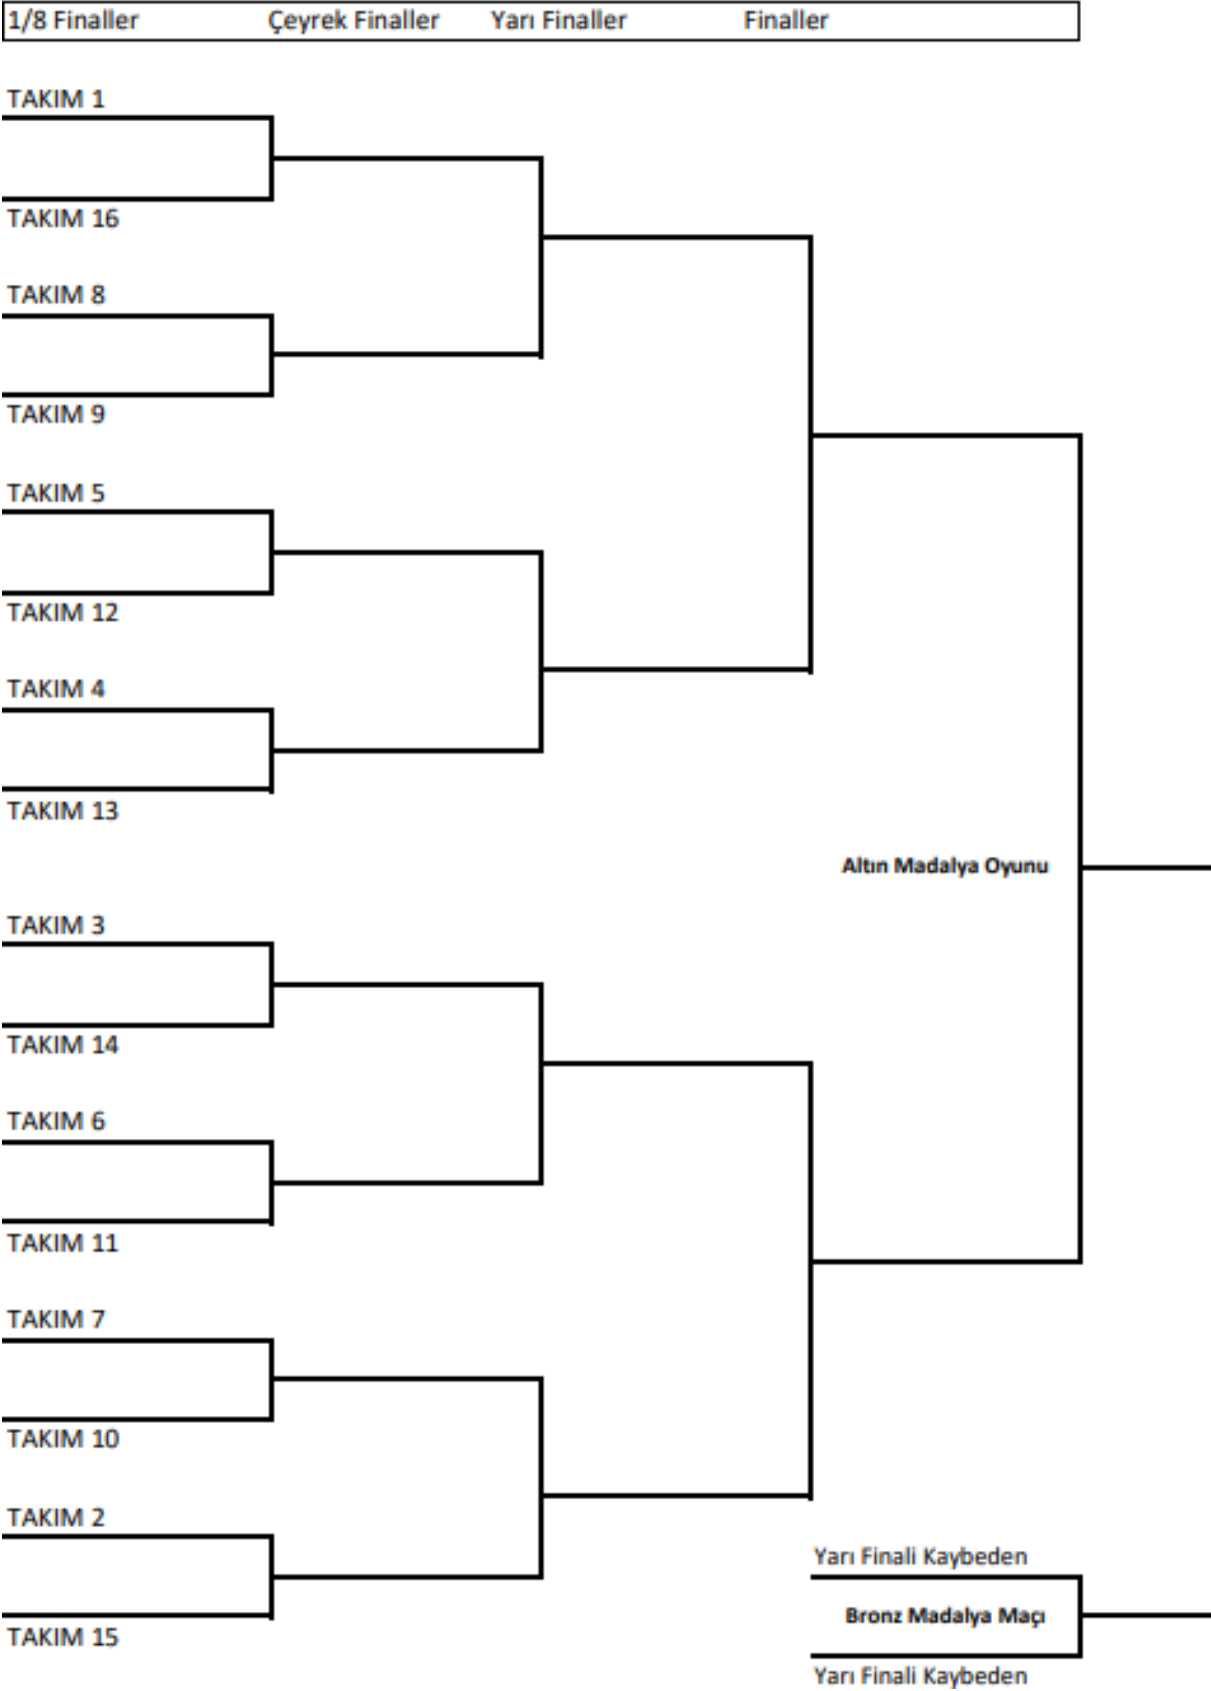 1/8 Finaller Çeyrek Finaller Yarı Finaller Finaller
TAKIM 1
TAKIM 16
TAKIM 8
TAKIM 9
TAKIM 5
TAKIM 12
TAKIM 4
TAKIM 13
Altın Madalya Oyunu
TAKIM 3
TAKIM 14
TAKIM 6
TAKIM 11
TAKIM 7
TAKIM 10
TAKIM 2
TAKIM 15
Yarı Finali Kaybeden
Bronz Madalya Maçı
Yarı Finali Kaybeden